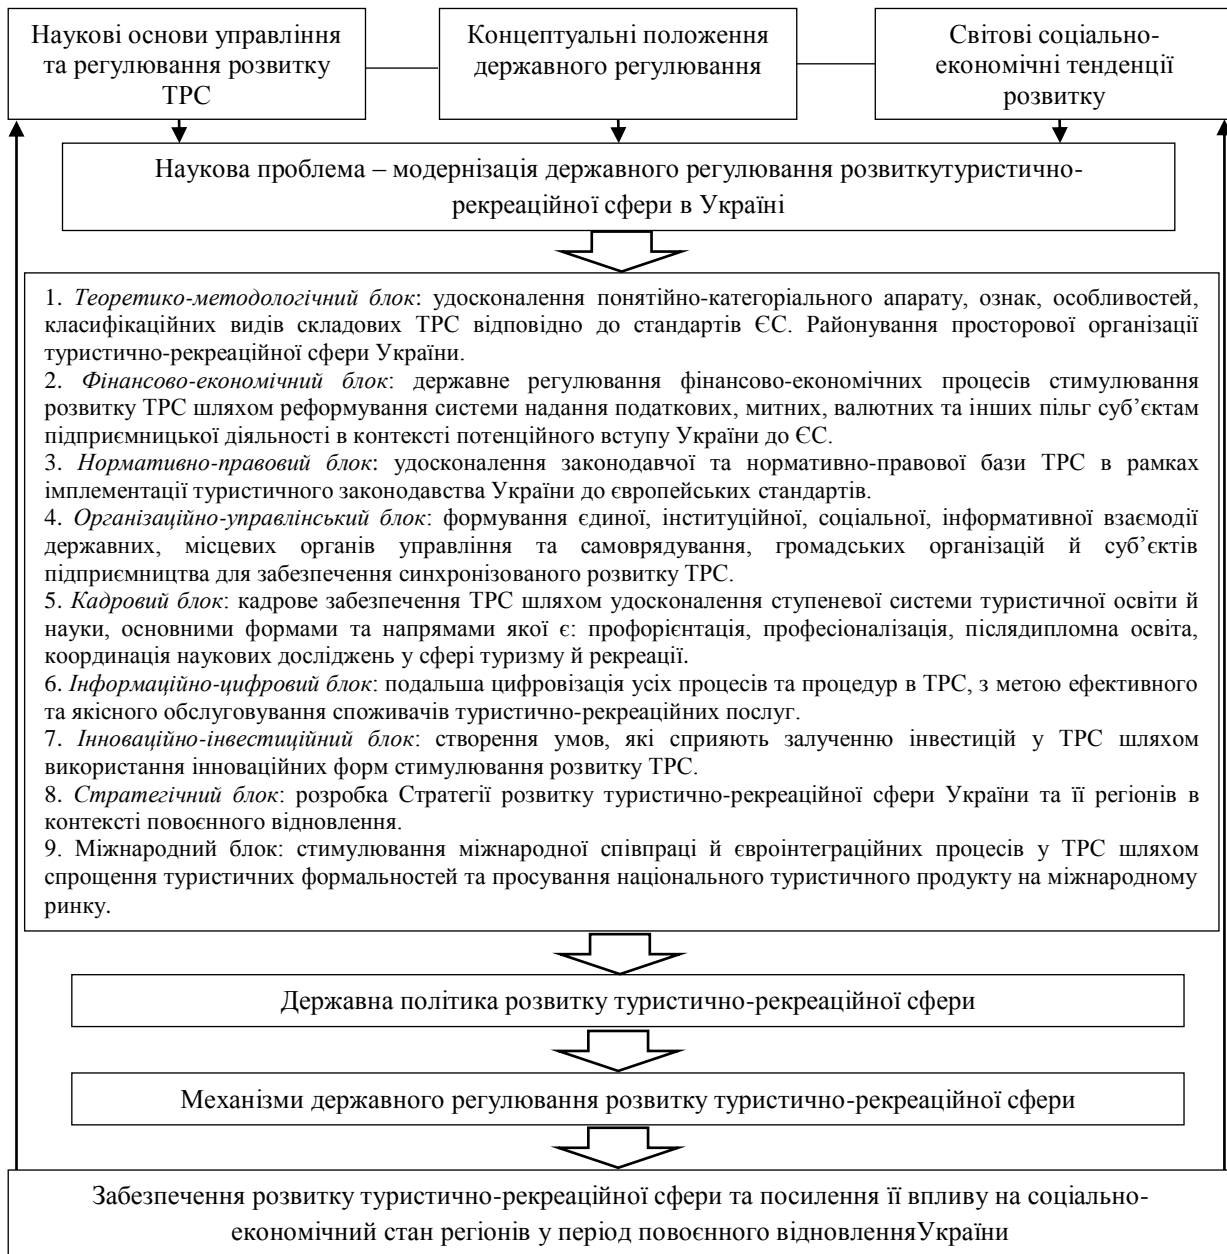 Наукові основи управління
та регулювання розвитку
ТРС
Концептуальні положення
державного регулювання
Світові соціально-
економічні тенденції
розвитку
Наукова проблема – модернізація державного регулювання розвиткутуристично-
рекреаційної сфери в Україні
1. Теоретико-методологічний блок: удосконалення понятійно-категоріального апарату, ознак, особливостей,
класифікаційних видів складових ТРС відповідно до стандартів ЄС. Районування просторової організації
туристично-рекреаційної сфери України.
2. Фінансово-економічний блок: державне регулювання фінансово-економічних процесів стимулювання
розвитку ТРС шляхом реформування системи надання податкових, митних, валютних та інших пільг суб’єктам
підприємницької діяльності в контексті потенційного вступу України до ЄС.
3. Нормативно-правовий блок: удосконалення законодавчої та нормативно-правової бази ТРС в рамках
імплементації туристичного законодавства України до європейських стандартів.
4. Організаційно-управлінський блок: формування єдиної, інституційної, соціальної, інформативної взаємодії
державних, місцевих органів управління та самоврядування, громадських організацій й суб’єктів
підприємництва для забезпечення синхронізованого розвитку ТРС.
5. Кадровий блок: кадрове забезпечення ТРС шляхом удосконалення ступеневої системи туристичної освіти й
науки, основними формами та напрямами якої є: профорієнтація, професіоналізація, післядипломна освіта,
координація наукових досліджень у сфері туризму й рекреації.
6. Інформаційно-цифровий блок: подальша цифровізація усіх процесів та процедур в ТРС, з метою ефективного
та якісного обслуговування споживачів туристично-рекреаційних послуг.
7. Інноваційно-інвестиційний блок: створення умов, які сприяють залученню інвестицій у ТРС шляхом
використання інноваційних форм стимулювання розвитку ТРС.
8. Стратегічний блок: розробка Стратегії розвитку туристично-рекреаційної сфери України та її регіонів в
контексті повоєнного відновлення.
9. Міжнародний блок: стимулювання міжнародної співпраці й євроінтеграційних процесів у ТРС шляхом
спрощення туристичних формальностей та просування національного туристичного продукту на міжнародному
ринку.
Державна політика розвитку туристично-рекреаційної сфери
Механізми державного регулювання розвитку туристично-рекреаційної сфери
Забезпечення розвитку туристично-рекреаційної сфери та посилення її впливу на соціально-
економічний стан регіонів у період повоєнного відновленняУкраїни